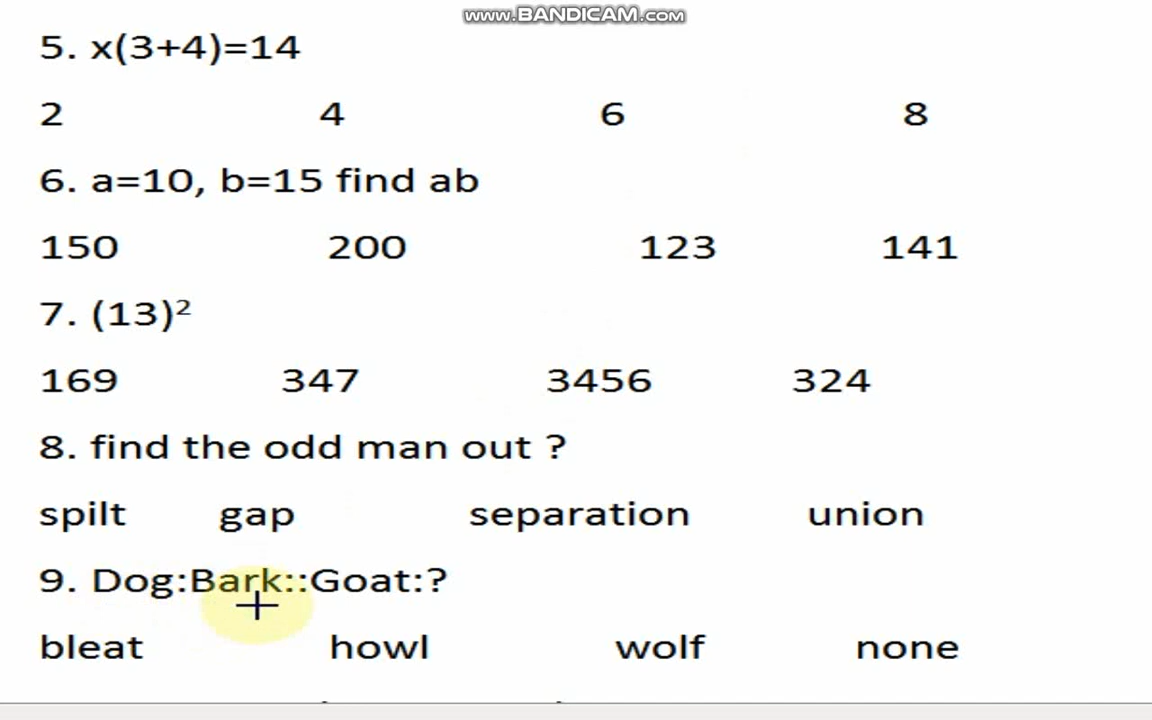 www.BANDICAM.com
5. x(3+4)=14
2 4 6 8
6. a=10, b=15 find ab
150 200 123 141
7. (13)²
169 347 3456 324
8. find the odd man out ?
spilt gap separation union
9. Dog:Bark::Goat:?
bleat howl wolf none